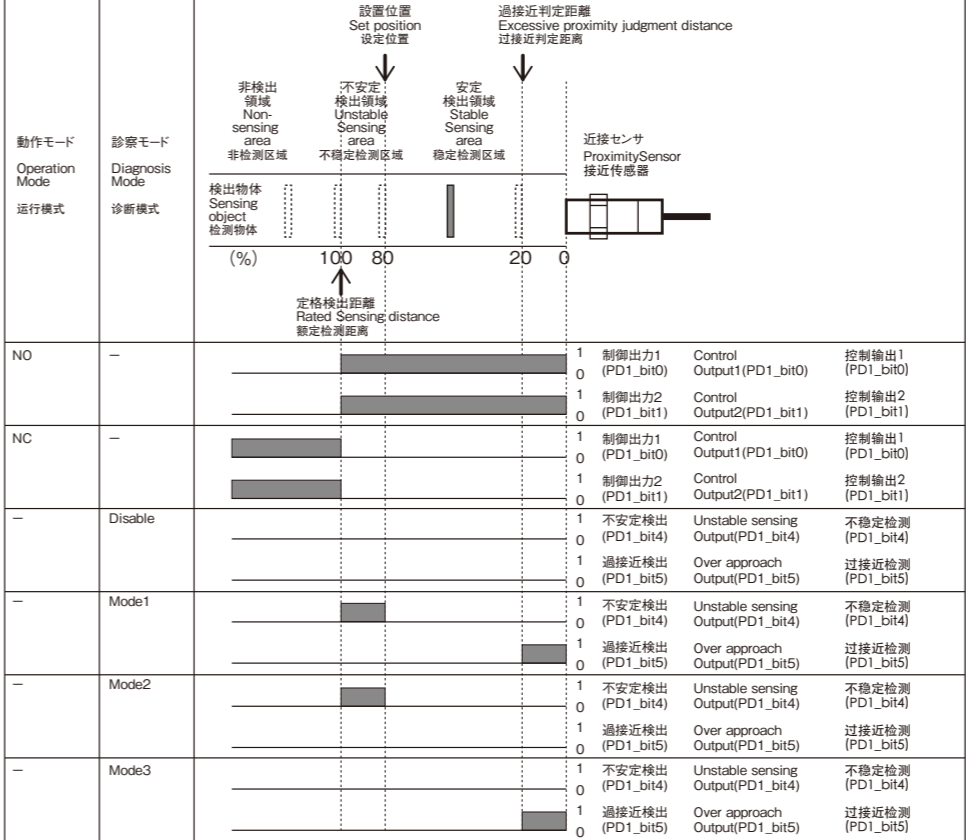 設置位置
Set position
设定位置
過接近判定距離
Excessive proximity judgment distance
过接近判定距离
動作モード
Operation
Mode
运行模式
診察モード
Diagnosis
Mode
诊断模式
非検出
領域
Non-
sensing
area
非检测区域
不安定
検出領域
Unstable
Sensing
area
不稳定检测区域
安定
検出領域
Stable
Sensing
area
稳定检测区域
近接センサ
ProximitySensor
接近传感器
検出物体
Sensing
object
检测物体
(%) 100 80 20 0
定格検出距離
Rated Sensing distance
额定检测距离
NO － 1 制御出力1 Control 控制输出1
0 (PD1_bit0) Output1(PD1_bit0) (PD1_bit0)
1 制御出力2 Control 控制输出2
0 (PD1_bit1) Output2(PD1_bit1) (PD1_bit1)
NC － 1 制御出力1 Control 控制输出1
0 (PD1_bit0) Output1(PD1_bit0) (PD1_bit0)
1 制御出力2 Control 控制输出2
0 (PD1_bit1) Output2(PD1_bit1) (PD1_bit1)
－ Disable 1 不安定検出 Unstable sensing 不稳定检测
0 (PD1_bit4) Output(PD1_bit4) (PD1_bit4)
1 過接近検出 Over approach 过接近检测
0 (PD1_bit5) Output(PD1_bit5) (PD1_bit5)
－ Mode1 1 不安定検出 Unstable sensing 不稳定检测
0 (PD1_bit4) Output(PD1_bit4) (PD1_bit4)
1 過接近検出 Over approach 过接近检测
0 (PD1_bit5) Output(PD1_bit5) (PD1_bit5)
－ Mode2 1 不安定検出 Unstable sensing 不稳定检测
0 (PD1_bit4) Output(PD1_bit4) (PD1_bit4)
1 過接近検出 Over approach 过接近检测
0 (PD1_bit5) Output(PD1_bit5) (PD1_bit5)
－ Mode3 1 不安定検出 Unstable sensing 不稳定检测
0 (PD1_bit4) Output(PD1_bit4) (PD1_bit4)
1 過接近検出 Over approach 过接近检测
0 (PD1_bit5) Output(PD1_bit5) (PD1_bit5)